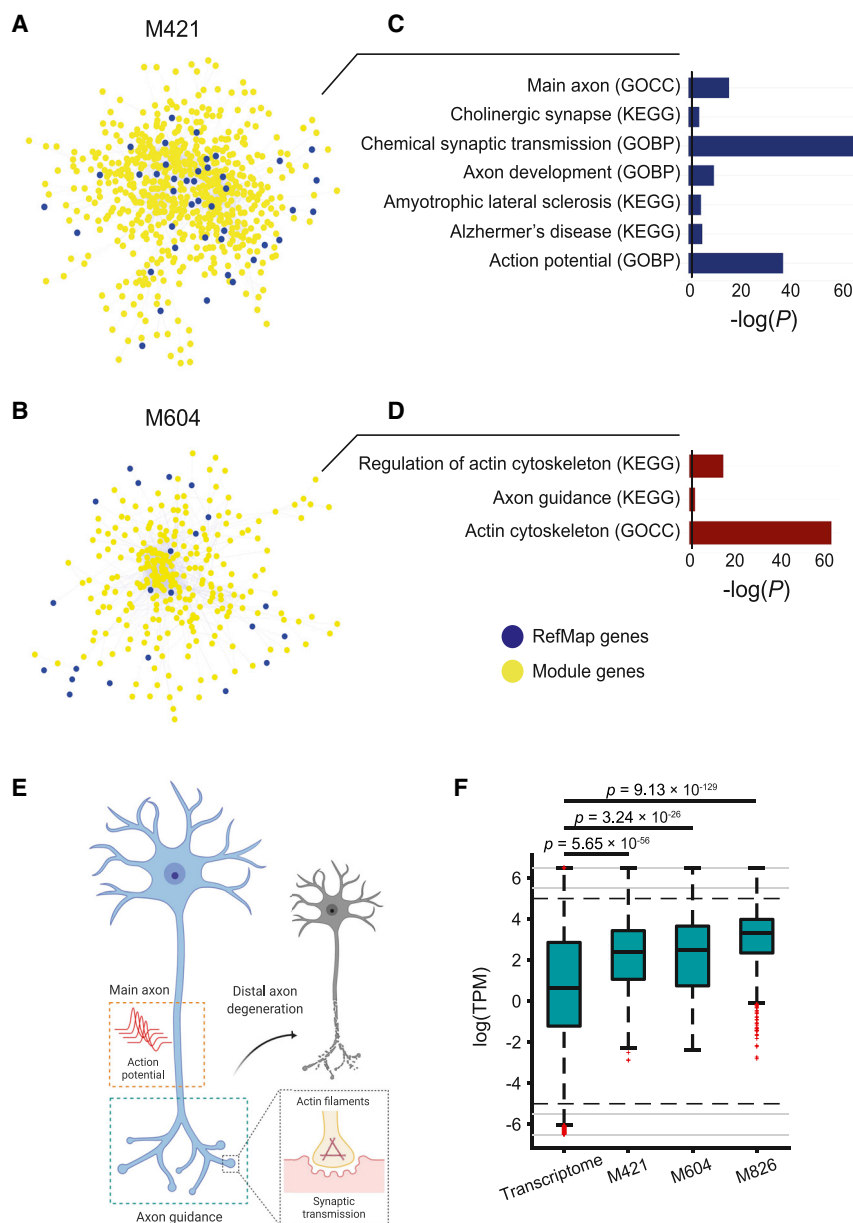 A
M421
C
Main axon (GOCC)
Cholinergic synapse (KEGG)
Chemical synaptic transmission (GOBP)
Axon development (GOBP)
Amyotrophic lateral sclerosis (KEGG)
Alzhermer's disease (KEGG)
Action potential (GOBP)
0 20 40 60
-log(P)
B
M604
D
Regulation of actin cytoskeleton (KEGG)
Axon guidance (KEGG)
Actin cytoskeleton (GOCC)
0 20 40 60
-log(P)
RefMap genes
Module genes
E
Main axon
Action
potential
Distal axon
degeneration
Actin filaments
Synaptic
transmission
Axon guidance
F
p = 9.13 × 10-129
p = 3.24 × 10-26
p = 5.65 × 10-56
6
4
2
0
-2
-4
-6
log(TPM)
Transcriptome
M421
M604
M826